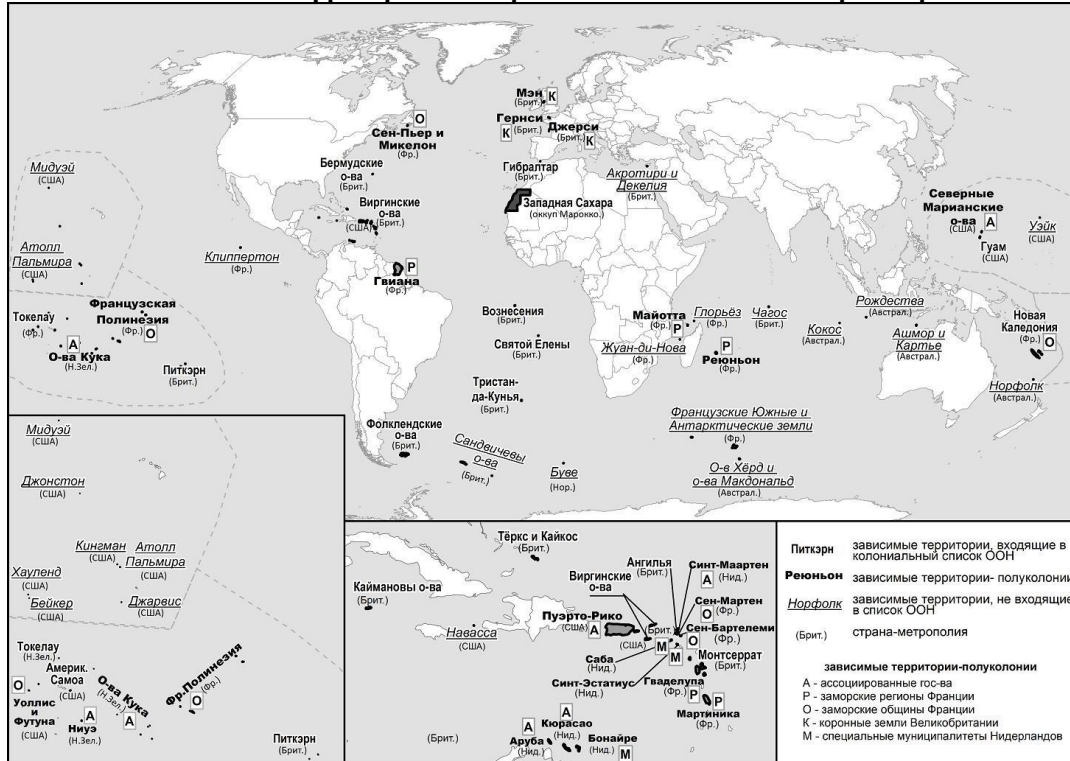 Мэн
(Брит.)
К
Гернси
(Брит.)
К
Джерси
(Брит.)
К
О
Сен-Пьер и
Микелон
(Фр.)
Мидуэй
(США)
Бермудские
о-ва
(Брит.)
Гибралтар
(Брит.)
Акротири и
Декелия
(Брит.)
Западная Сахара
(оккуп Марокко.)
Северные
Марианские
о-ва
(США)
А
Гуам
(США)
Уэйк
(США)
Виргинские
о-ва
(США)
(Брит.)
Атолл
Пальмира
(США)
Клиппертон
(Фр.)
Гвиана
(Фр.)
Р
Токелау
(Фр.)
Французская
Полинезия
(Фр.)
О
А
О-ва Кука
(Н.Зел.)
Питкэрн
(Брит.)
Вознесения
(Брит.)
Святой Елены
(Брит.)
Тристан-
да-Кунья
(Брит.)
Майотта
(Фр.)
Р
Глорьёз
(Фр.)
Чагос
(Брит.)
Жуан-ди-Нова
(Фр.)
Р
Реюньон
(Фр.)
Рождества
(Австрал.)
Кокос
(Австрал.)
Ашмор и
Картье
(Австрал.)
Новая
Каледония
(Фр.)
О
Норфолк
(Австрал.)
Фолклендские
о-ва
(Брит.)
Сандвичевы
о-ва
(Брит.)
Буве
(Нор.)
Французские Южные и
Антарктические земли
(Фр.)
О-в Хёрд и
о-ва Макдональд
(Австрал.)
Мидуэй
(США)
Джонстон
(США)
Кингман
(США)
Атолл
Пальмира
(США)
Хауленд
(США)
Бейкер
(США)
Джарвис
(США)
Токелау
(Н.Зел.)
Америк.
Самоа
(США)
О
Уоллис
и
Футуна
(США)
А
Ниуэ
(Н.Зел.)
О-ва Кука
(Н.Зел.)
А
Фр.Полинезия
(Фр.)
О
Питкэрн
(Брит.)
Тёркс и Кайкос
(Брит.)
Каймановы о-ва
(Брит.)
Навасса
(США)
Виргинские
о-ва
Ангилья
(Брит.)
Синт-Маартен
А
(Нид.)
Сен-Мартен
О
(Фр.)
Сен-Бартелеми
О
(Фр.)
Пуэрто-Рико
(США)
А
(Брит.)
(США)
Саба
(Нид.)
М
Синт-Эстатиус
(Нид.)
М
Монтсеррат
(Брит.)
Гваделупа
(Фр.)
Р
Р
Мартиника
(Фр.)
(Брит.)
А
Аруба
(Нид.)
А
Кюрасао
(Нид.)
Бонайре
(Нид.)
М
Питкэрн зависимые территории, входящие в
колониальный список ООН
Реюньон зависимые территории- полуколонии
Норфолк зависимые территории, не входящие
в список ООН
(Брит.) страна-метрополия
зависимые территории-полуколонии
А - ассоциированные гос-ва
Р - заморские регионы Франции
О - заморские общины Франции
К - коронные земли Великобритании
М - специальные муниципалитеты Нидерландов